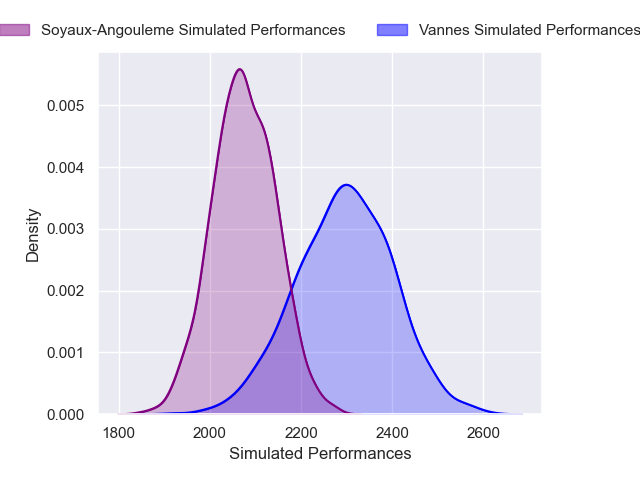 Soyaux-Angouleme Simulated Performances Vannes Simulated Performances
0.005
0.004
0.003
0.002
0.001
0.000
Density
1800 2000 2200 2400 2600
Simulated Performances